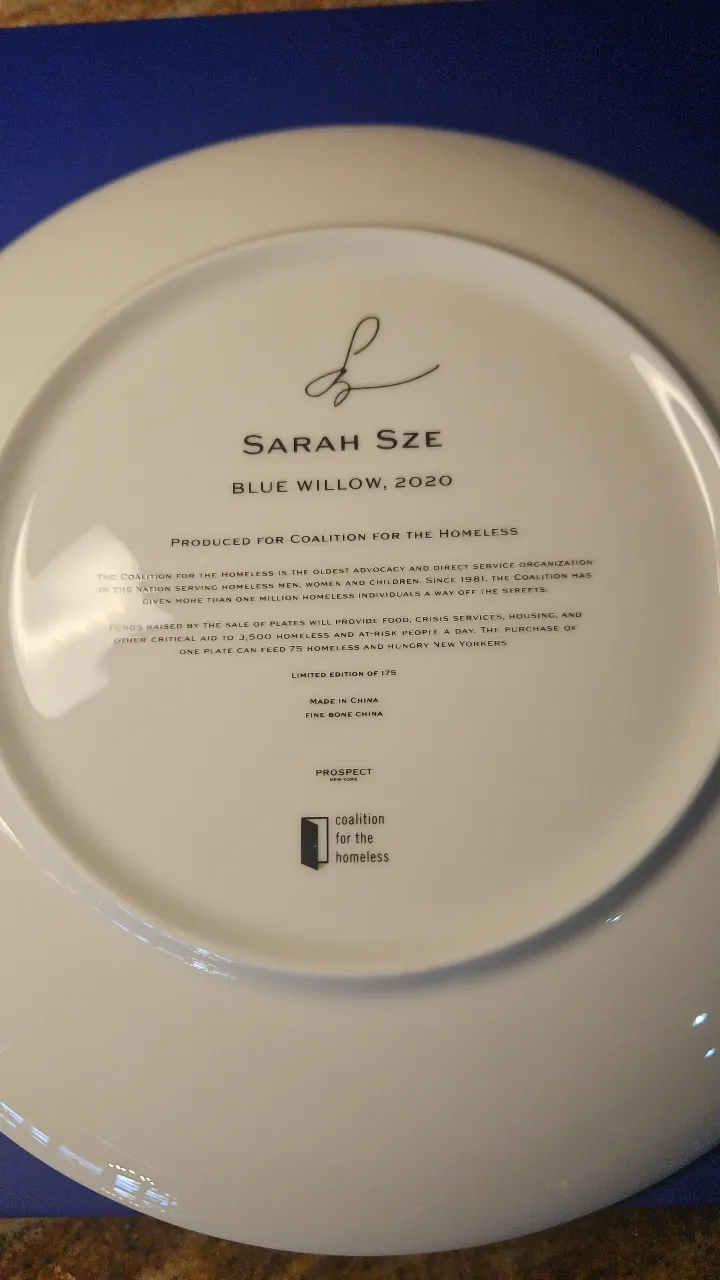 SARAH SZE
BLUE WILLOW, 2020
PRODUCED FOR COALITION FOR THE HOMELESS
THE COALITION FOR THE HOMELESS IS THE OLDEST ADVOCACY AND DIRECT SERVICE ORGANIZATION
IN THE NATION SERVING HOMELESS MEN, WOMEN AND CHILDREN. SINCE 1981, THE COALITION HAS
GIVEN MORE THAN ONE MILLION HOMELESS INDIVIDUALS A WAY OFF THE STREETS.
FUNDS RAISED BY THE SALE OF PLATES WILL PROVIDE FOOD, CRISIS SERVICES, HOUSING, AND
OTHER CRITICAL AID TO 3,500 HOMELESS AND AT-RISK PEOPLE A DAY. THE PURCHASE OF
ONE PLATE CAN FEED 75 HOMELESS AND HUNGRY NEW YORKERS
LIMITED EDITION OF 175
MADE IN CHINA
FINE BONE CHINA
PROSPECT
NEW YORK
coalition
for the
homeless